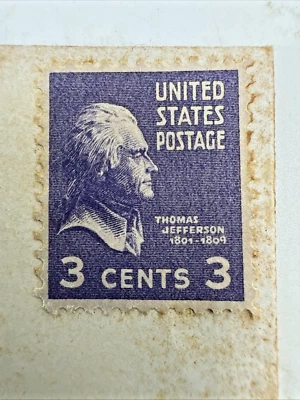 UNITED
STATES
POSTAGE
THOMAS
JEFFERSON
1801-1809
3 CENTS 3